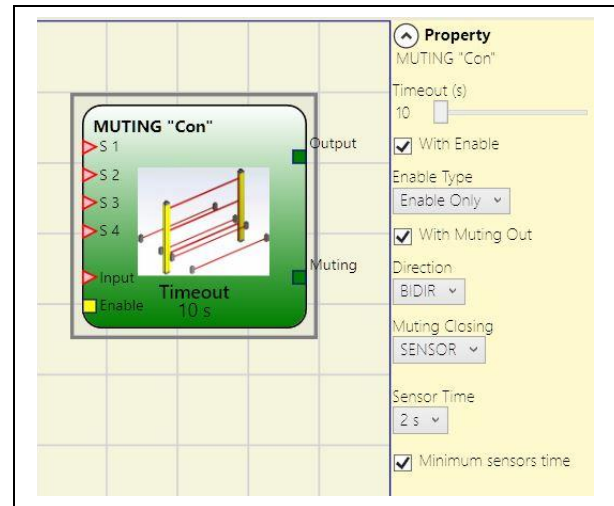 MUTING "Con"
S 1
S 2
S 3
S 4
Input
Enable
Output
Muting
Timeout
10 s
Property
MUTING "Con"
Timeout (s)
10
With Enable
Enable Type
Enable Only
With Muting Out
Direction
BIDIR
Muting Closing
SENSOR
Sensor Time
2 s
Minimum sensors time